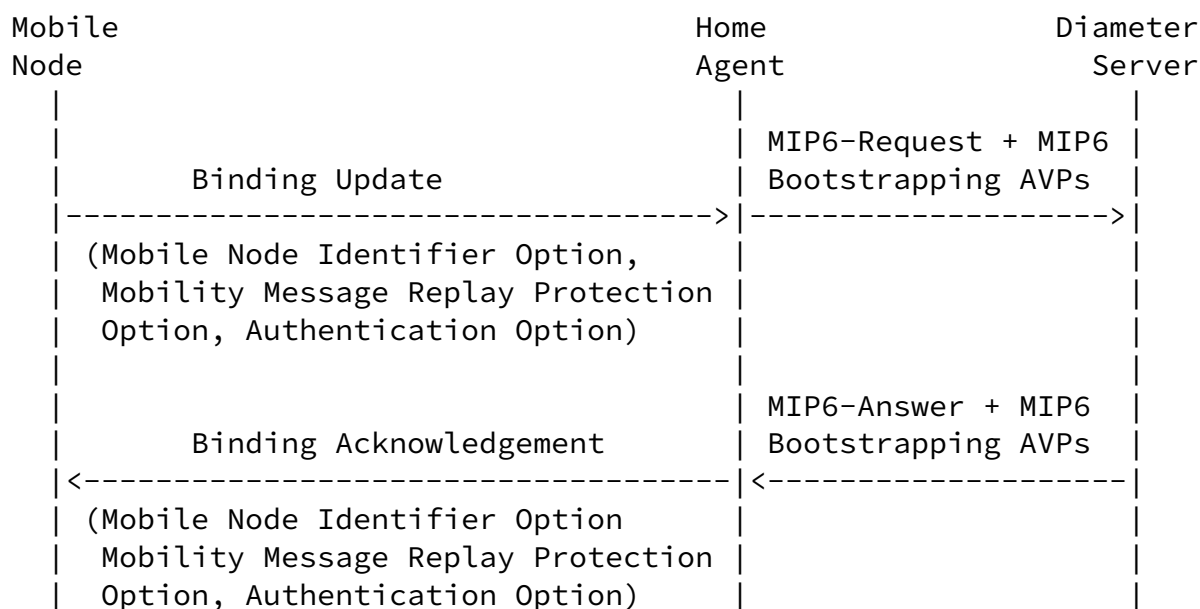 Mobile Home Diameter
Node Agent Server
MIP6-Request + MIP6
Binding Update Bootstrapping AVPs
(Mobile Node Identifier Option,
Mobility Message Replay Protection
Option, Authentication Option)
MIP6-Answer + MIP6
Binding Acknowledgement Bootstrapping AVPs
(Mobile Node Identifier Option
Mobility Message Replay Protection
Option, Authentication Option)